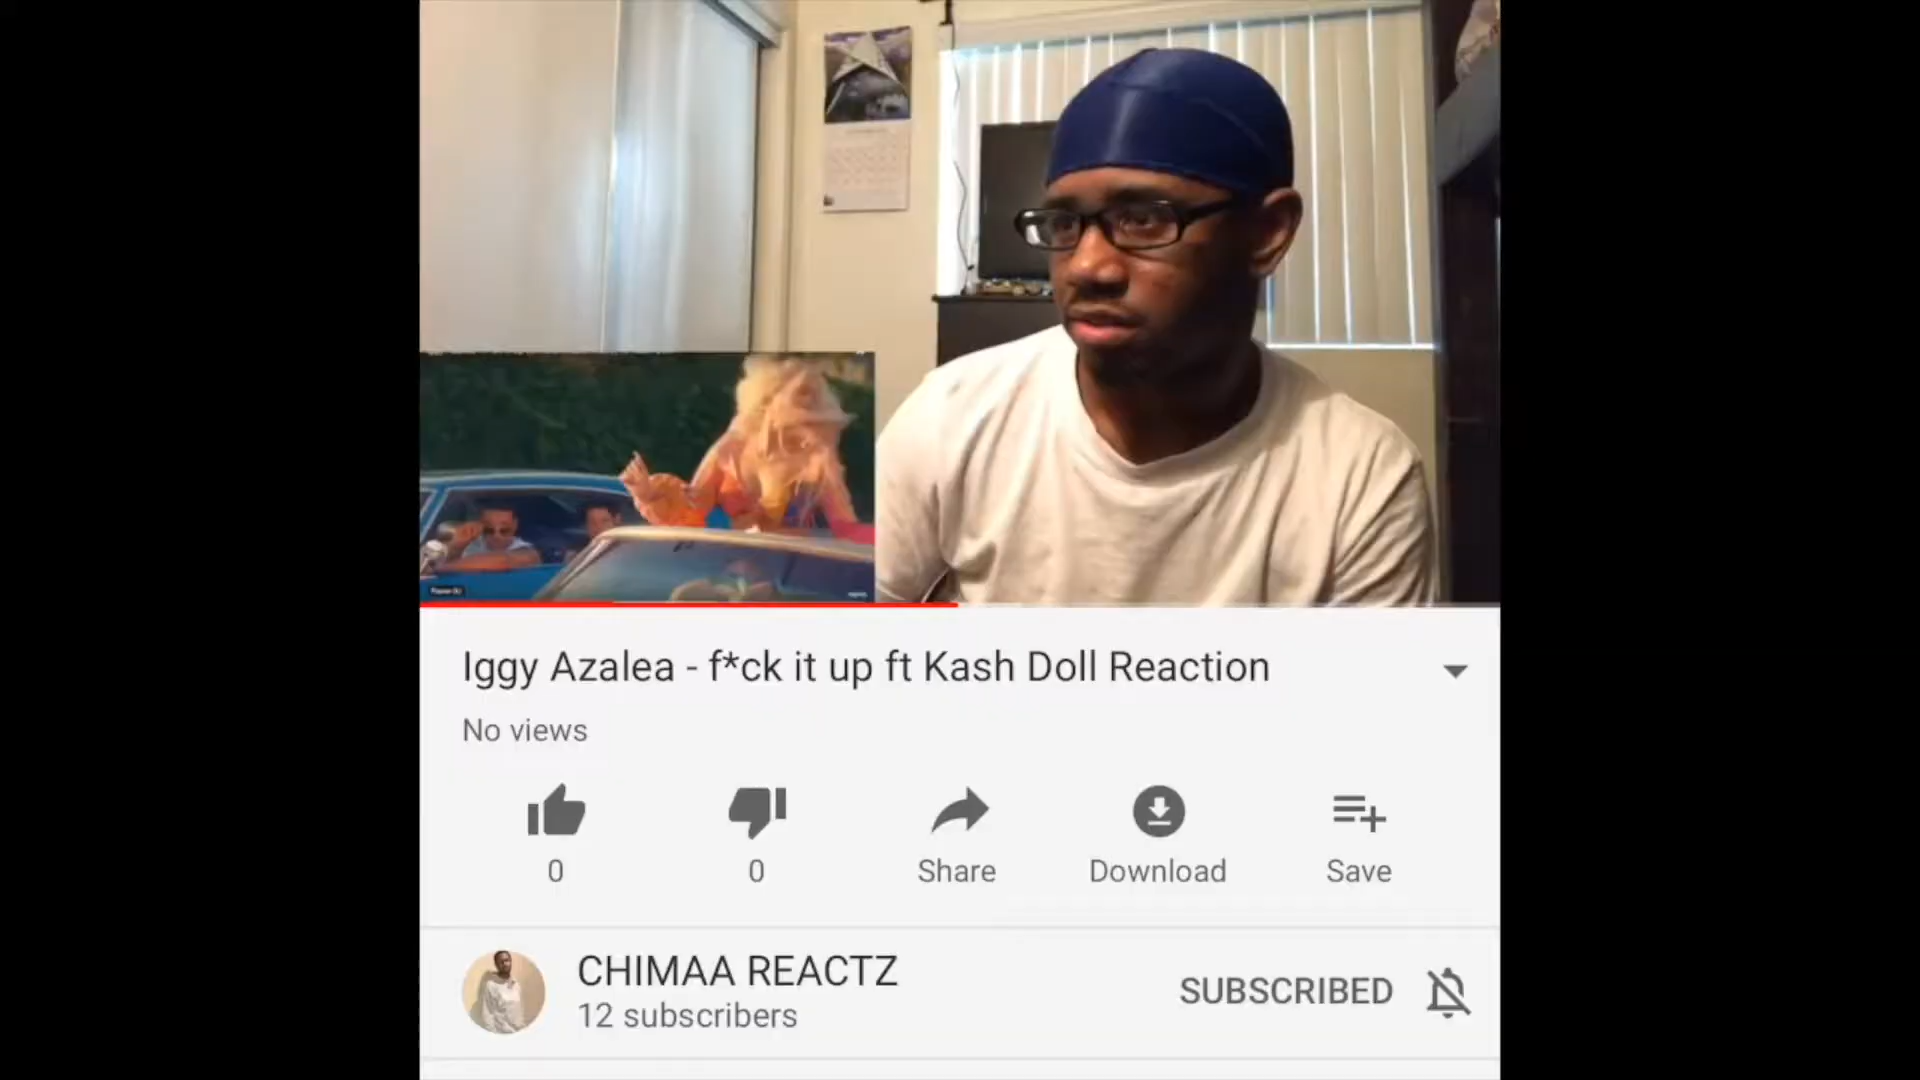 Iggy Azalea - f*ck it up ft Kash Doll Reaction
No views
0
0
Share
Download
Save
CHIMAA REACTZ
12 subscribers
SUBSCRIBED